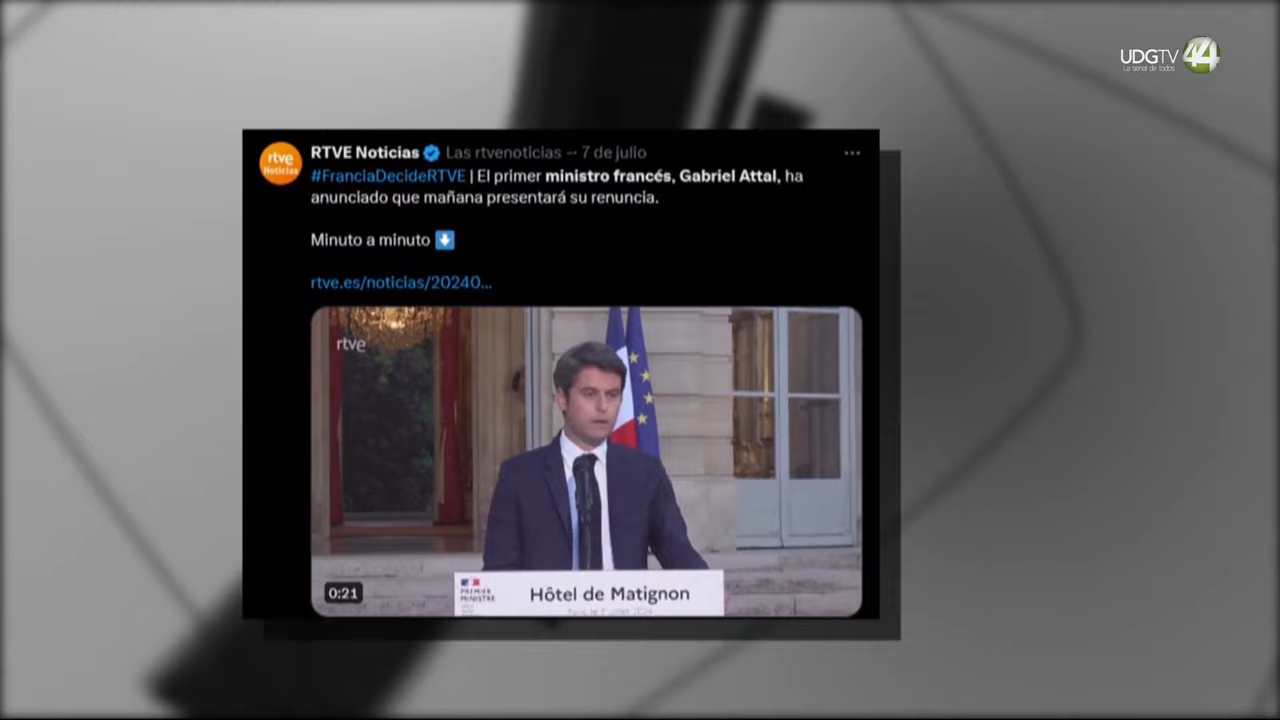 UDGTV 44
La señal de todos
rtve
Noticias
RTVE Noticias Las rtvenoticias — 7 de julio
#FranciaDecideRTVE | El primer ministro francés, Gabriel Attal, ha
anunciado que mañana presentará su renuncia.
Minuto a minuto
rtve.es/noticias/20240...
rtve
0:21
PREMIER
MINISTRE
Hôtel de Matignon
Paris, le 7 juillet 2024